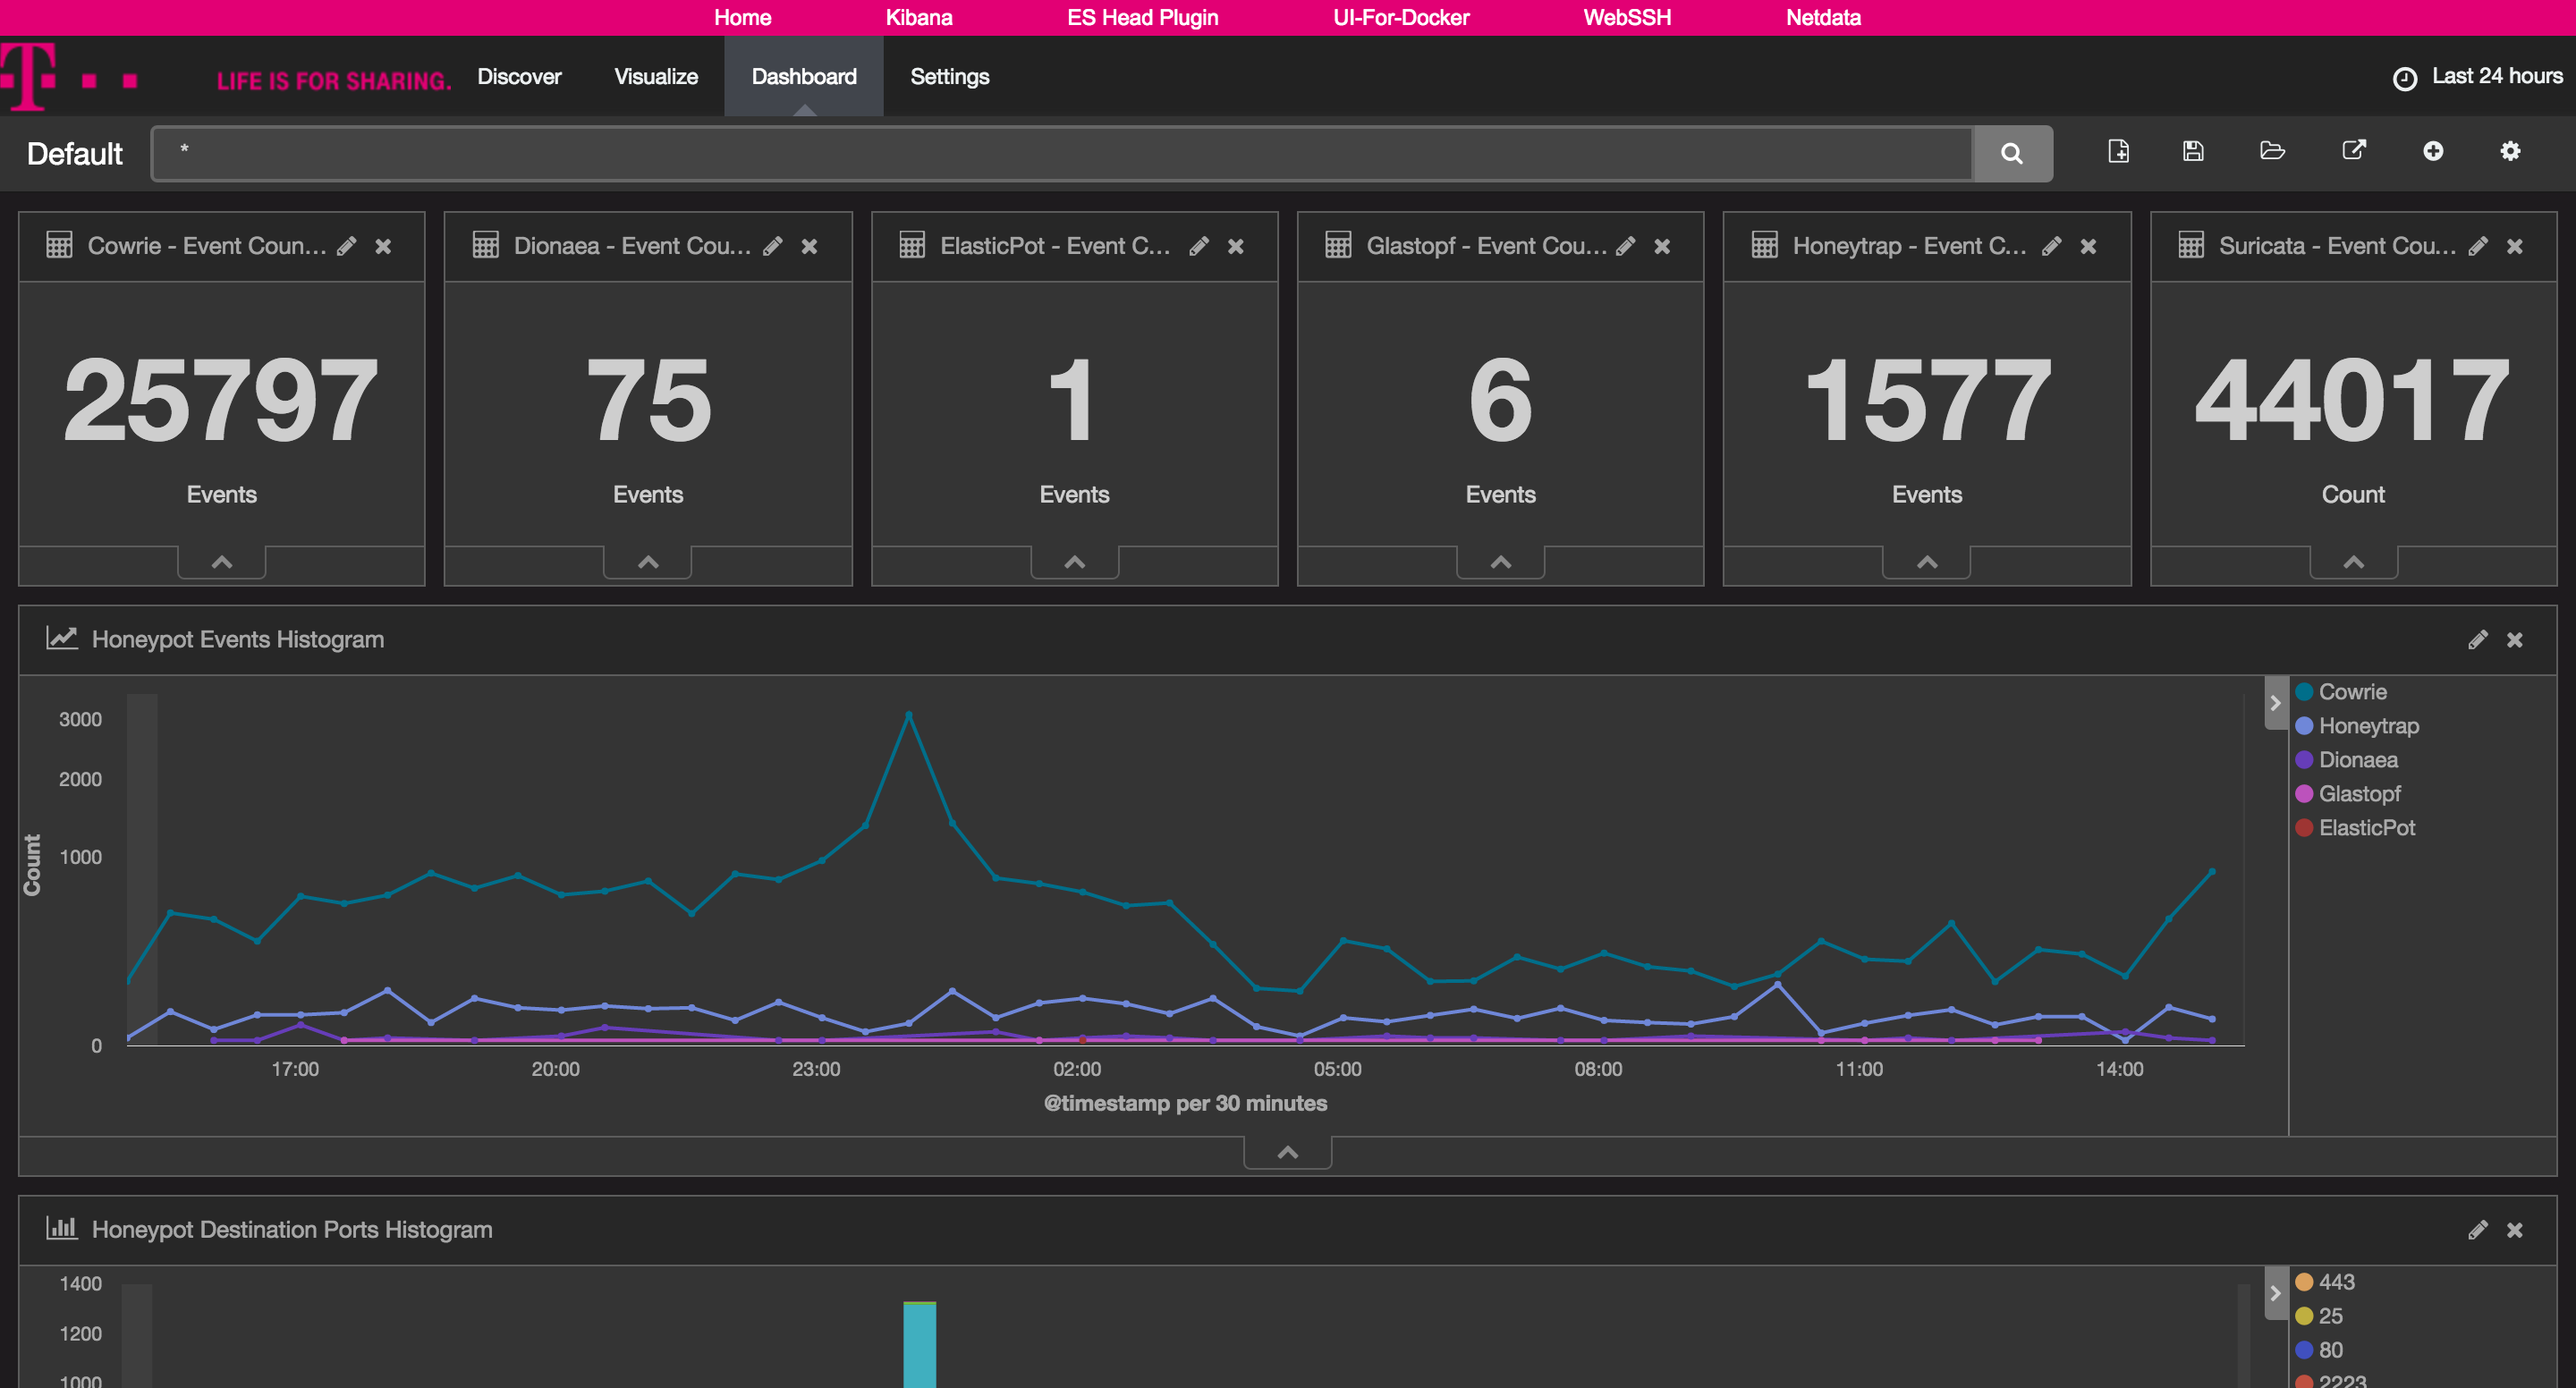 Home Kibana ES Head Plugin UI-For-Docker WebSSH Netdata
T LIFE IS FOR SHARING. Discover Visualize Dashboard Settings Last 24 hours
Default *
Cowrie - Event Coun... Dionaea - Event Cou... ElasticPot - Event C... Glastopf - Event Cou... Honeytrap - Event C... Suricata - Event Cou...
25797 75 1 6 1577 44017
Events Events Events Events Events Count
Honeypot Events Histogram
3000
2000
1000
0
Count
17:00 20:00 23:00 02:00 05:00 08:00 11:00 14:00
@timestamp per 30 minutes
Cowrie
Honeytrap
Dionaea
Glastopf
ElasticPot
Honeypot Destination Ports Histogram
1400
1200
1000
443
25
80
2223